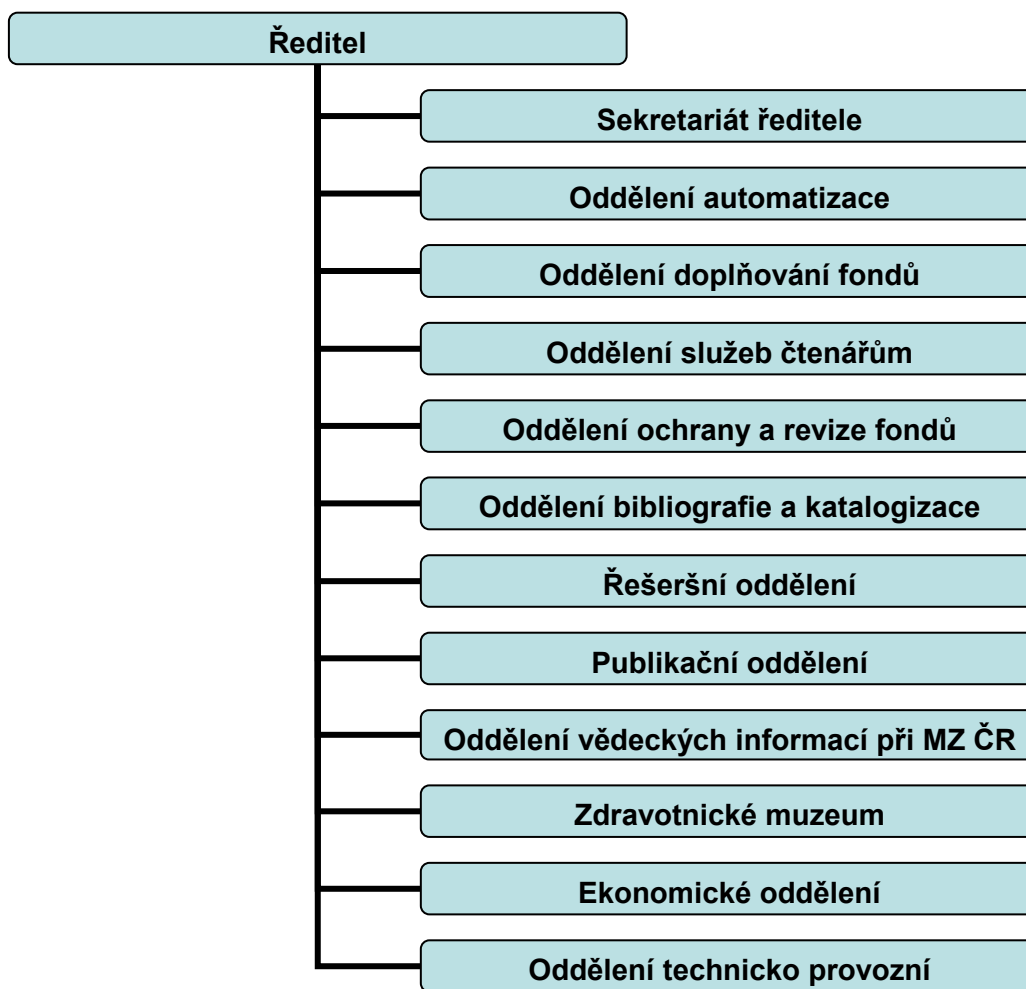 Ředitel
Sekretariát ředitele
Oddělení automatizace
Oddělení doplňování fondů
Oddělení služeb čtenářům
Oddělení ochrany a revize fondů
Oddělení bibliografie a katalogizace
Řešeršní oddělení
Publikační oddělení
Oddělení vědeckých informací při MZ ČR
Zdravotnické muzeum
Ekonomické oddělení
Oddělení technicko provozní